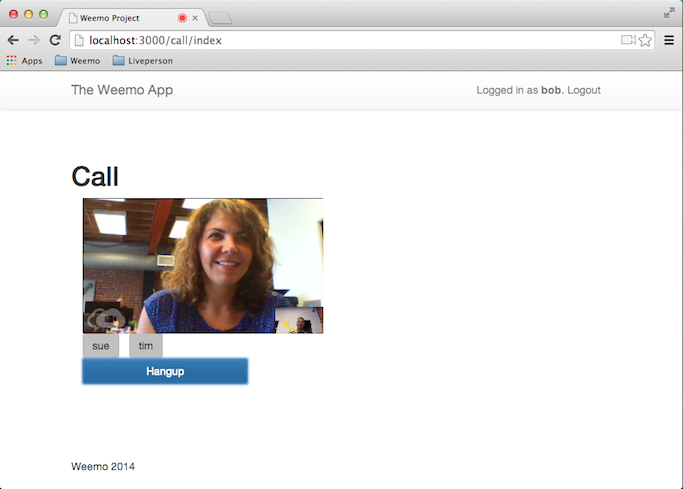 Weemo Project
localhost:3000/call/index
Apps Weemo Liveperson
The Weemo App Logged in as bob. Logout
Call
sue tim
Hangup
Weemo 2014